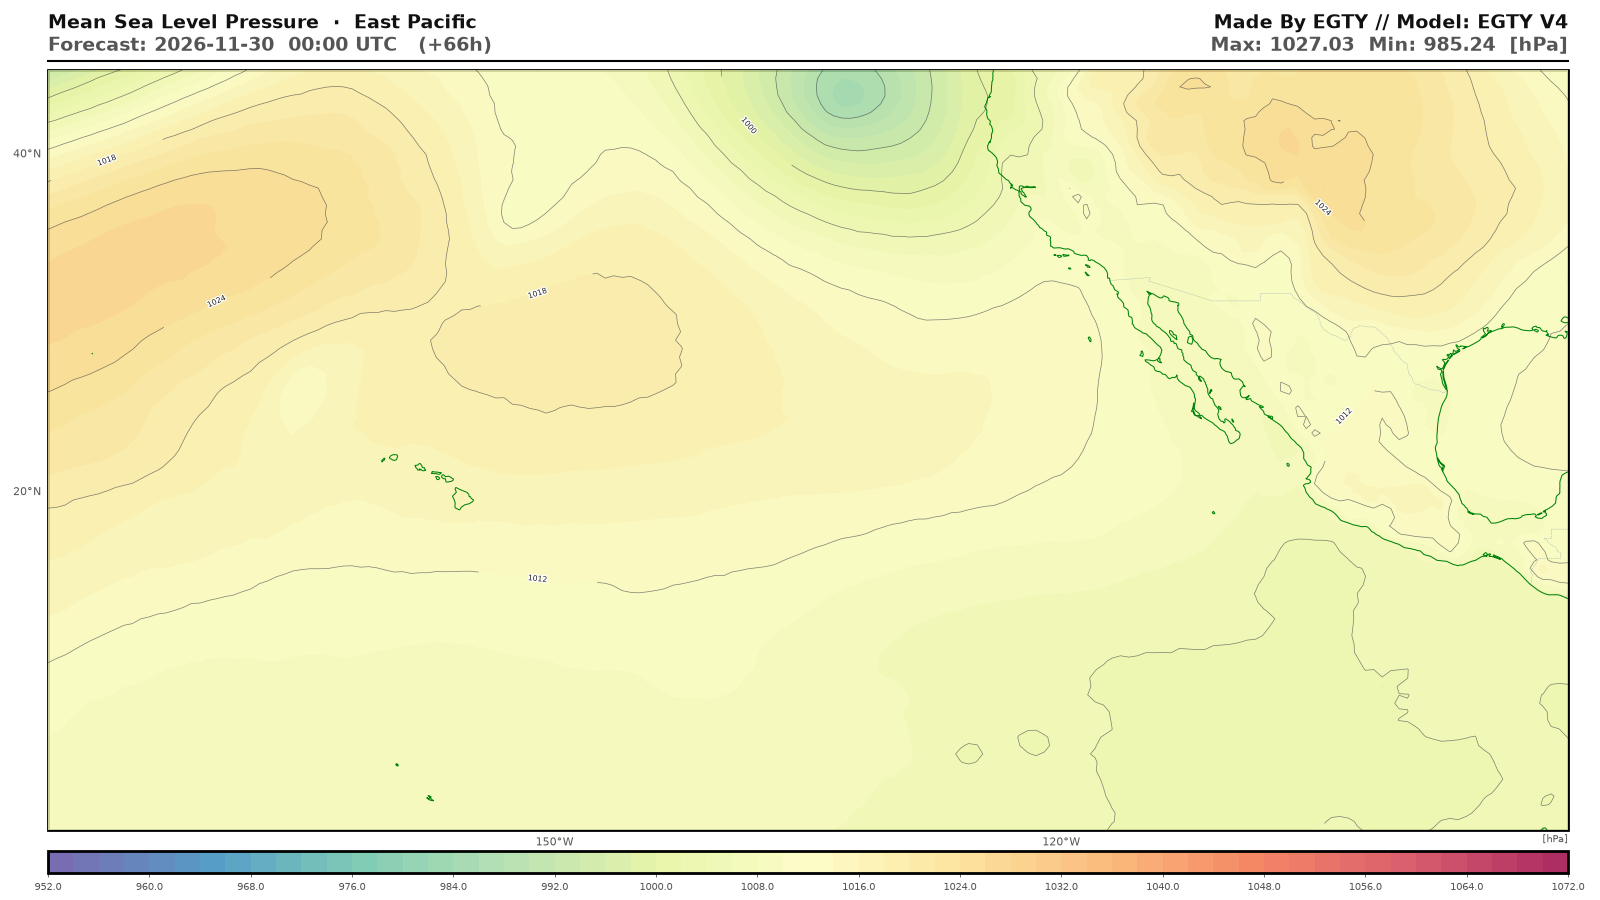 Mean Sea Level Pressure · East Pacific
Made By EGTY // Model: EGTY V4
Forecast: 2026-11-30 00:00 UTC (+66h)
Max: 1027.03 Min: 985.24 [hPa]
1000
40°N
1018
1024
1024
1018
1012
20°N
1012
150°W
120°W
[hPa]
952.0
960.0
968.0
976.0
984.0
992.0
1000.0
1008.0
1016.0
1024.0
1032.0
1040.0
1048.0
1056.0
1064.0
1072.0